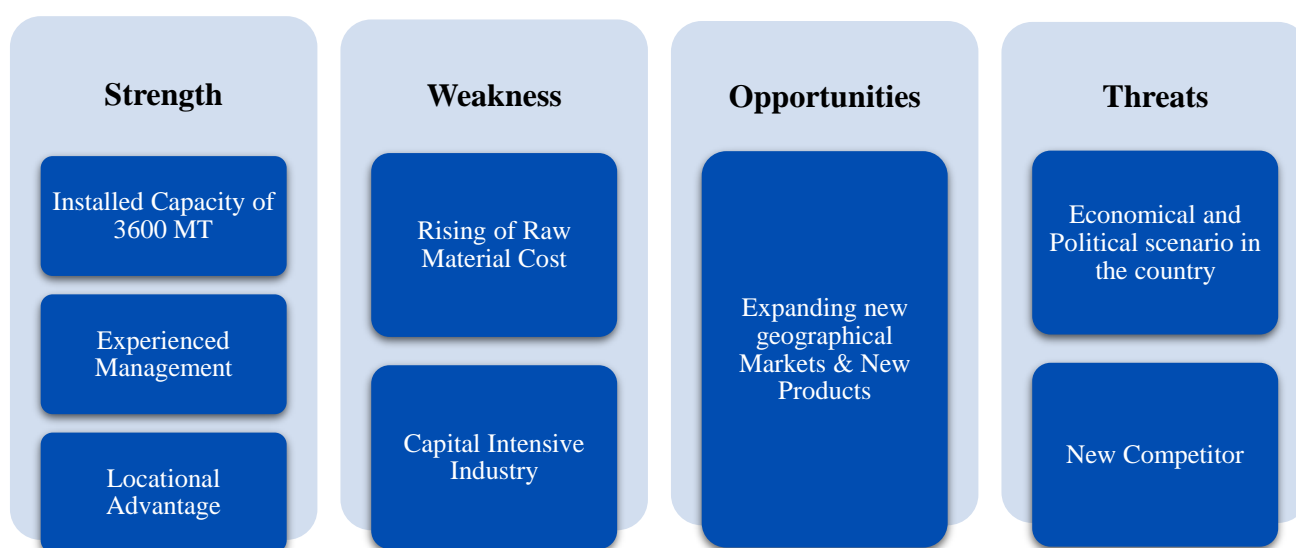 Strength
Installed Capacity of
3600 MT
Experienced
Management
Locational
Advantage
Weakness
Rising of Raw
Material Cost
Capital Intensive
Industry
Opportunities
Expanding new
geographical
Markets & New
Products
Threats
Economical and
Political scenario in
the country
New Competitor